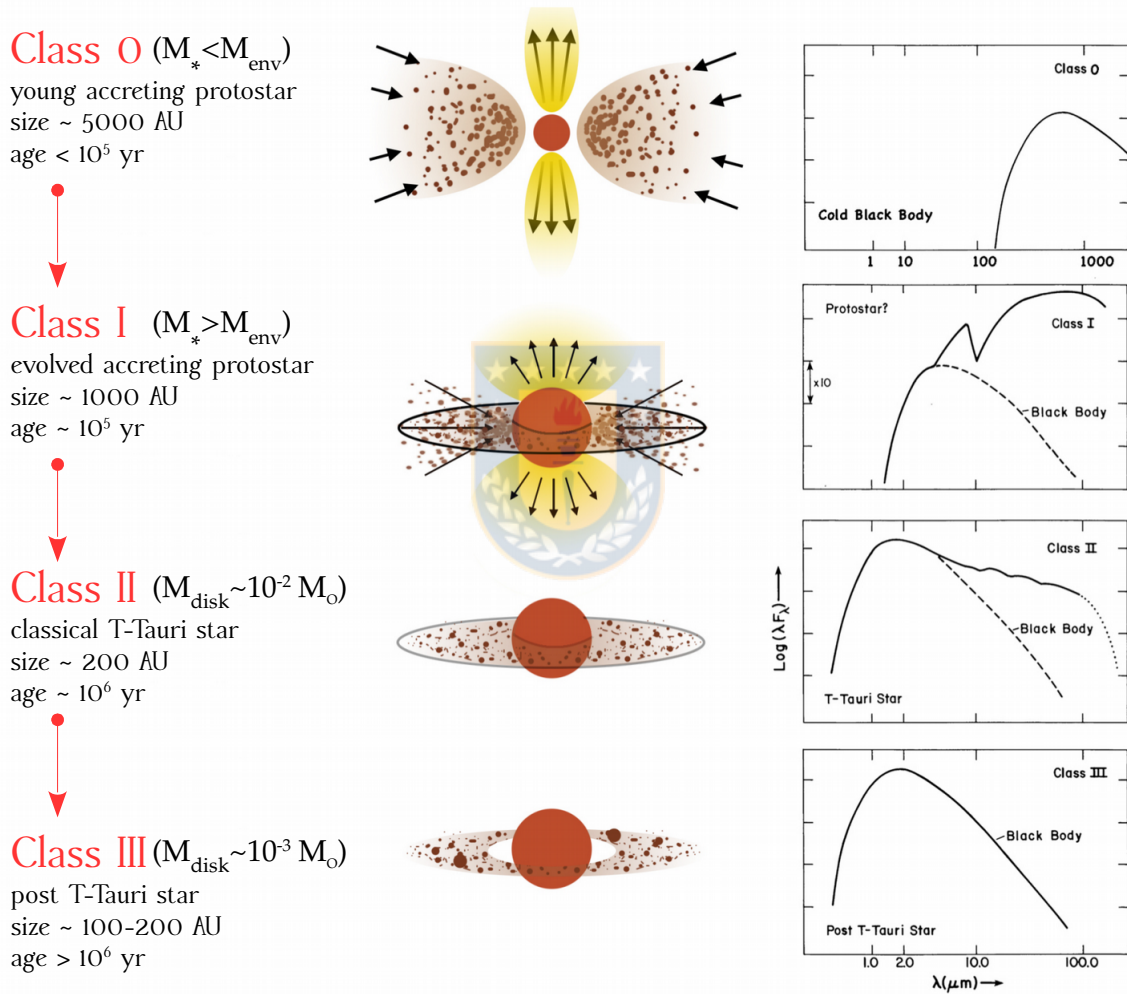 Class 0 (M* < Menv)
young accreting protostar
size ~ 5000 AU
age < 10⁵ yr
Class I (M* > Menv)
evolved accreting protostar
size ~ 1000 AU
age ~ 10⁵ yr
Class II (Mdisk ~ 10⁻² M₀)
classical T-Tauri star
size ~ 200 AU
age ~ 10⁶ yr
Class III (Mdisk ~ 10⁻³ M₀)
post T-Tauri star
size ~ 100-200 AU
age > 10⁶ yr
Class 0
Cold Black Body
1 10 100 1000
Protostar?
Class I
x10
Black Body
Class II
Black Body
T-Tauri Star
Log (λFλ)
Class III
Black Body
Post T-Tauri Star
1.0 2.0 10.0 100.0
λ(μm)